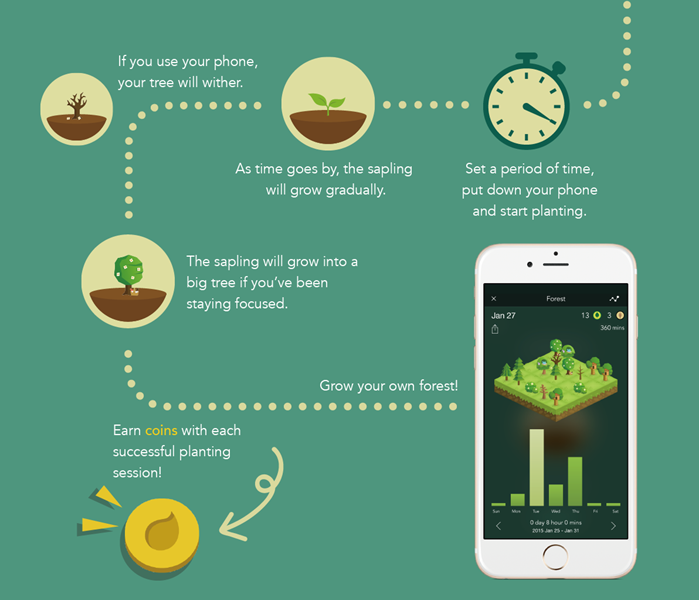 If you use your phone,
your tree will wither.
As time goes by, the sapling
will grow gradually.
Set a period of time,
put down your phone
and start planting.
The sapling will grow into a
big tree if you've been
staying focused.
Grow your own forest!
Earn coins with each
successful planting
session!
Forest
Jan 27
13
3
360 mins
Sun Mon Tue Wed Thu Fri Sat
0 day 8 hour 0 mins
2015 Jan 25 - Jan 31